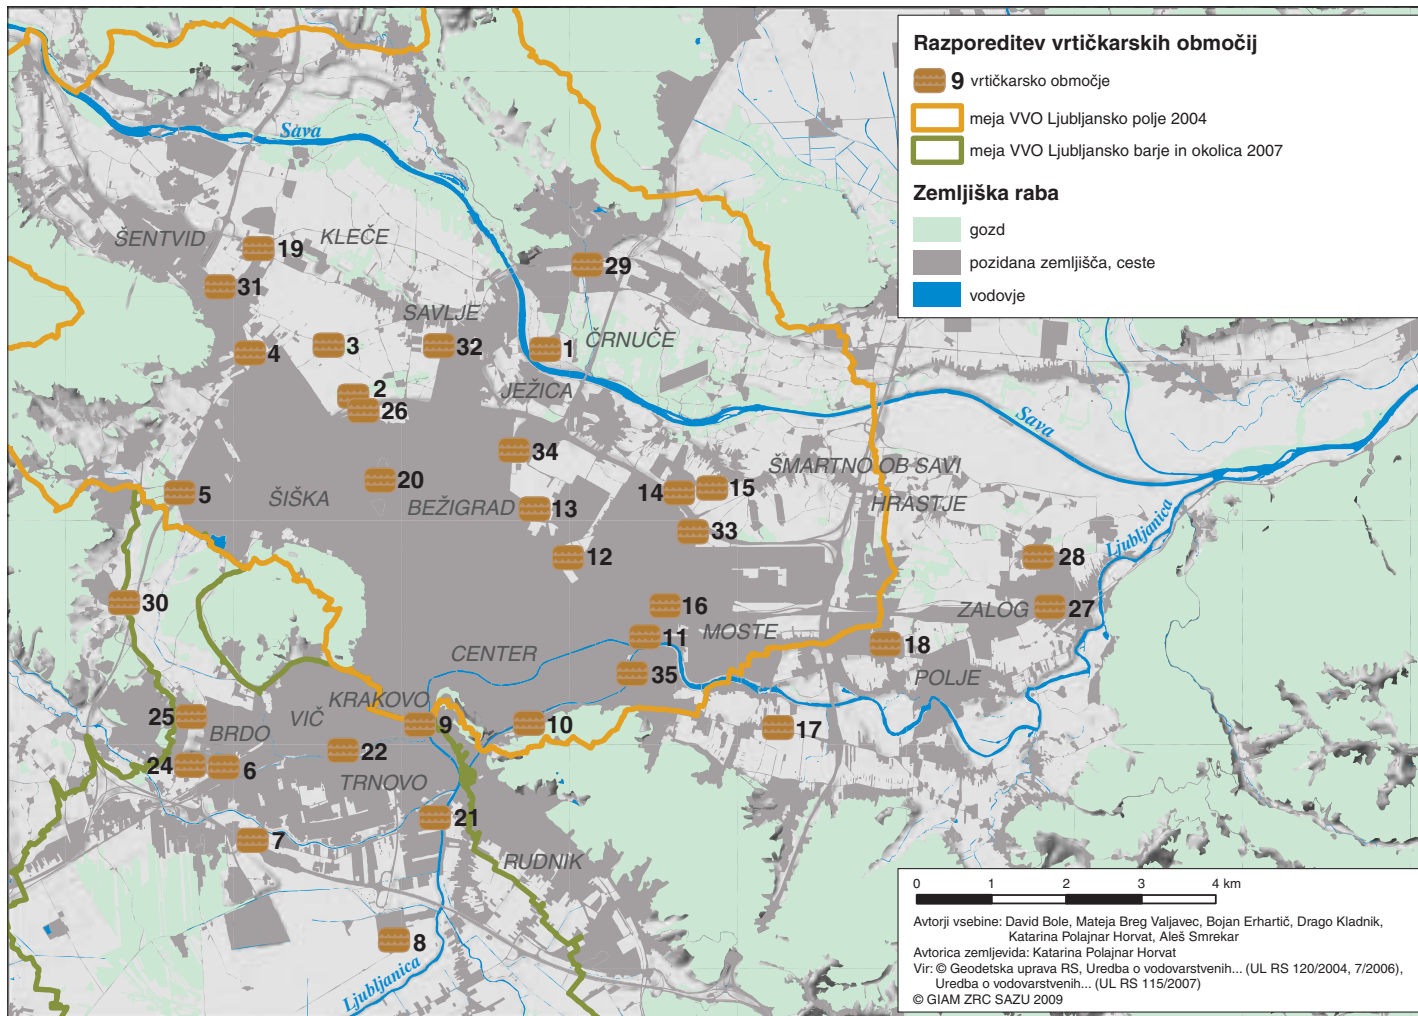 Razporeditev vrtičkarskih območij
9 vrtičkarsko območje
meja VVO Ljubljansko polje 2004
meja VVO Ljubljansko barje in okolica 2007
Zemljiška raba
gozd
pozidana zemljišča, ceste
vodovje
Sava
ŠENTVID
19
KLEČE
29
31
SAVLJE
4
3
32
1
ČRNUČE
2
26
JEŽICA
Sava
34
ŠMARTNO OB SAVI
5
ŠIŠKA
20
BEŽIGRAD
13
14
15
HRASTJE
33
Ljubljanica
12
28
30
16
ZALOG
27
11
MOSTE
18
CENTER
35
POLJE
KRAKOVO
25
VIČ
9
10
17
BRDO
22
24
6
TRNOVO
21
7
RUDNIK
8
Ljubljanica
0 1 2 3 4 km
Avtorji vsebine: David Bole, Mateja Breg Valjavec, Bojan Erhartič, Drago Kladnik,
Katarina Polajnar Horvat, Aleš Smrekar
Avtorica zemljevida: Katarina Polajnar Horvat
Vir: © Geodetska uprava RS, Uredba o vodovarstvenih... (UL RS 120/2004, 7/2006),
Uredba o vodovarstvenih... (UL RS 115/2007)
© GIAM ZRC SAZU 2009